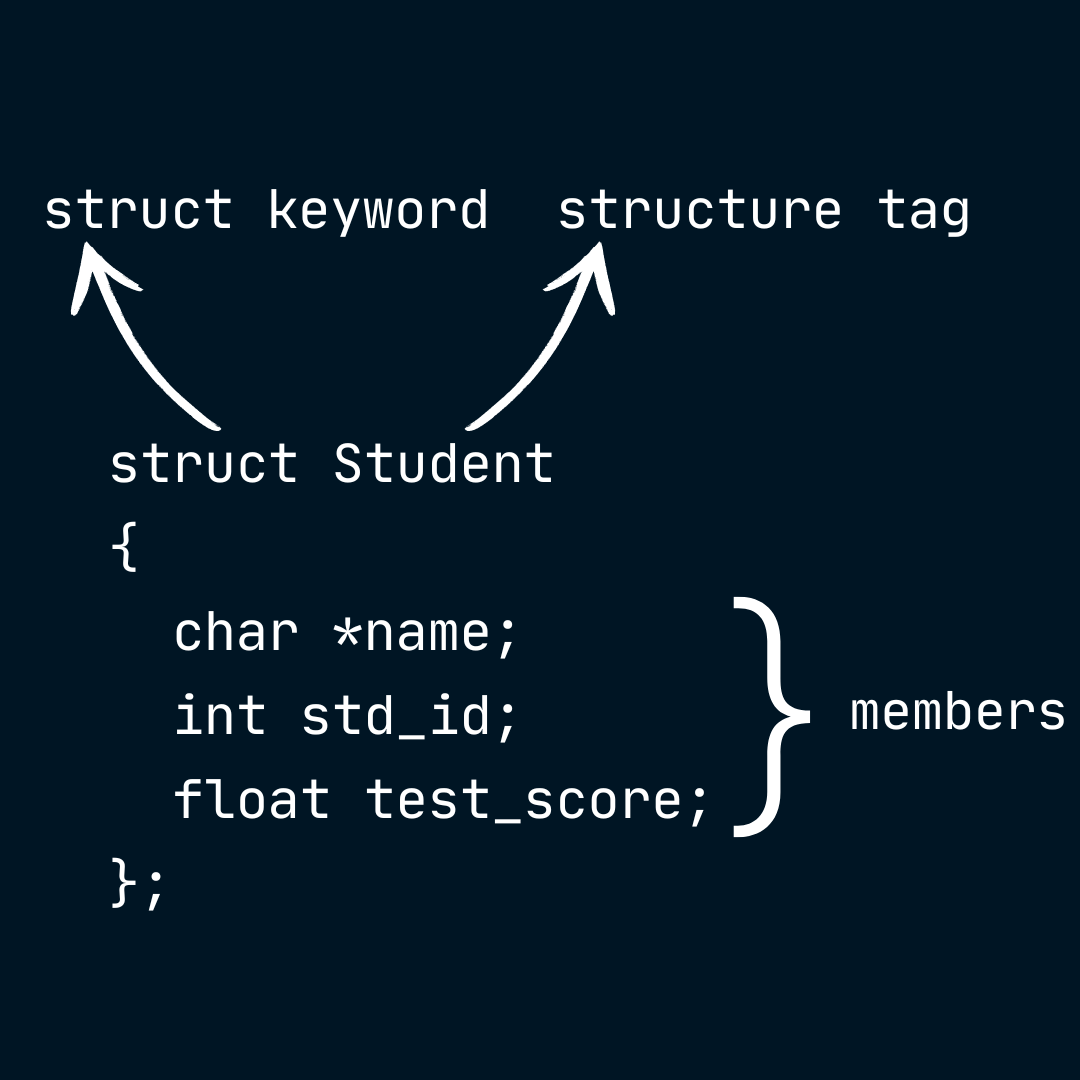 struct keyword  structure tag
struct Student
{
char *name;
int std_id;
float test_score;
members
};